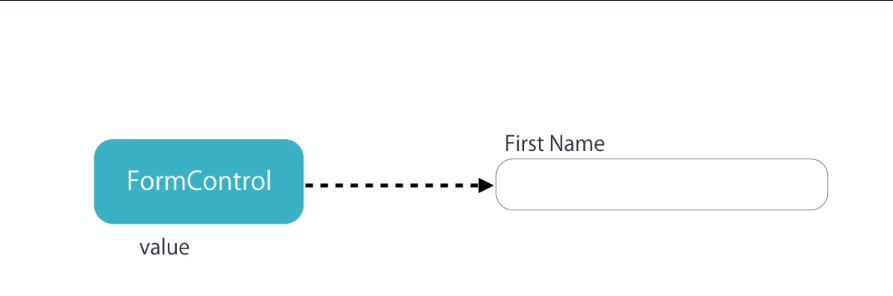 First Name
FormControl
value